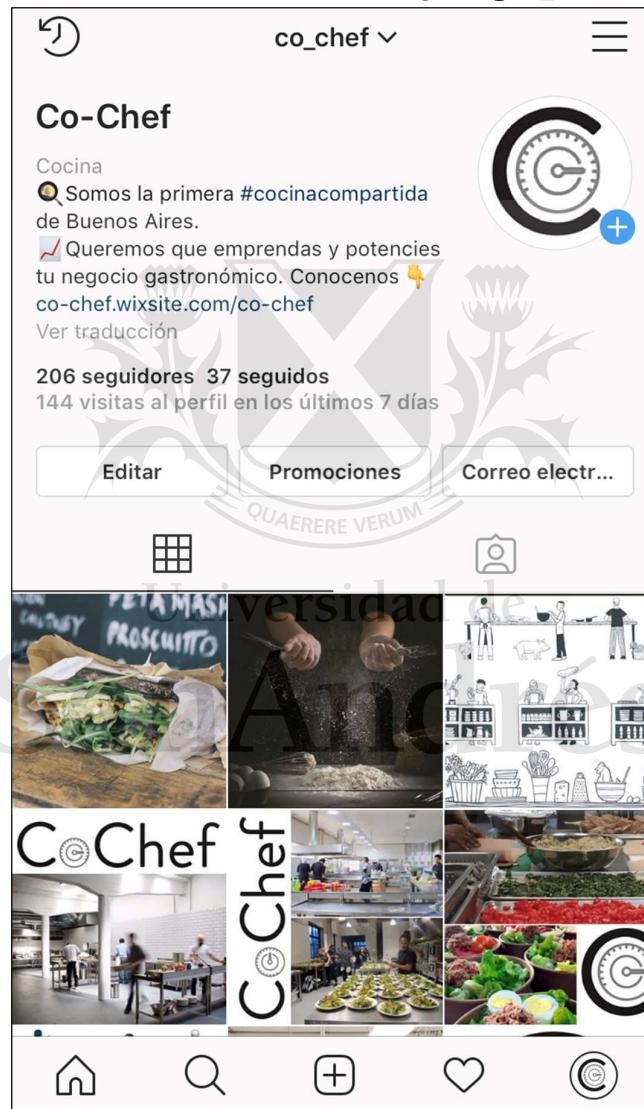 co_chef
Co-Chef
Cocina
Somos la primera #cocinacompartida
de Buenos Aires.
Queremos que emprendas y potencies
tu negocio gastronómico. Conocenos
co-chef.wixsite.com/co-chef
Ver traducción
206 seguidores 37 seguidos
144 visitas al perfil en los últimos 7 días
Editar Promociones Correo electr...
QUAERERE VERUM
Universidad de
San Andrés
PETA MASH
CHUTNEY
PROSCUITTO
CoChef
CoChef